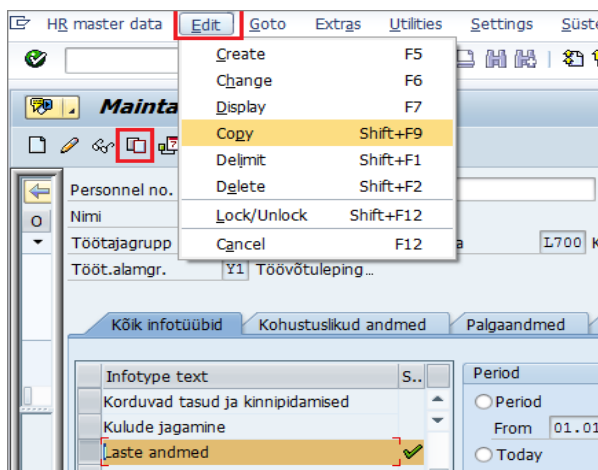 HR master data Edit Goto Extras Utilities Settings Süste
Create F5
Change F6
Display F7
Copy Shift+F9
Delimit Shift+F1
Delete Shift+F2
Lock/Unlock Shift+F12
Cancel F12
Mainta
Personnel no.
Nimi
Töötajagrupp a L700 K
Tööt.alamgr. Y1 Töövõtuleping…
O
Kõik infotüübid Kohustuslikud andmed Palgaandmed
Infotype text S..
Korduvad tasud ja kinnipidamised
Kulude jagamine
Laste andmed
Period
Period
From 01.01
Today